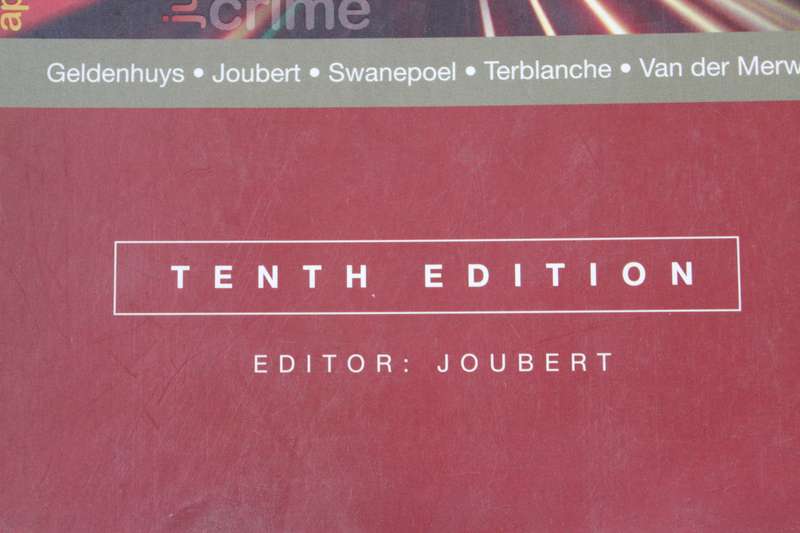 crime
Geldenhuys • Joubert • Swanepoel • Terblanche • Van der Merw
TENTH EDITION
EDITOR: JOUBERT